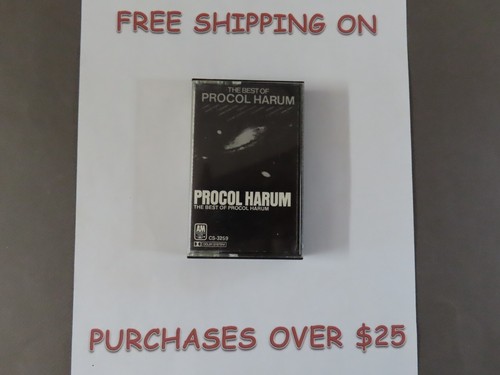 FREE SHIPPING ON
THE BEST OF
PROCOL HARUM
PROCOL HARUM
THE BEST OF PROCOL HARUM
A&M
CS-3259
PURCHASES OVER $25